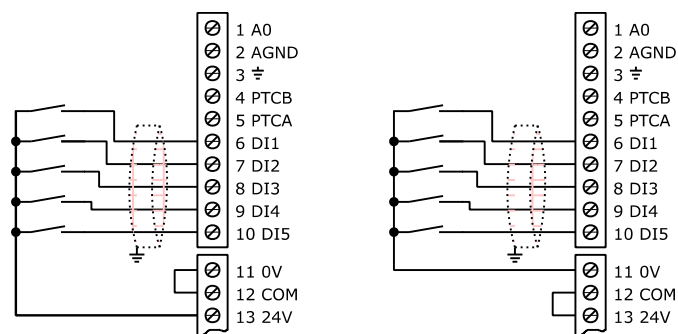 1 A0
2 AGND
3
4 PTCB
5 PTCA
6 DI1
7 DI2
8 DI3
9 DI4
10 DI5
11 0V
12 COM
13 24V
1 A0
2 AGND
3
4 PTCB
5 PTCA
6 DI1
7 DI2
8 DI3
9 DI4
10 DI5
11 0V
12 COM
13 24V